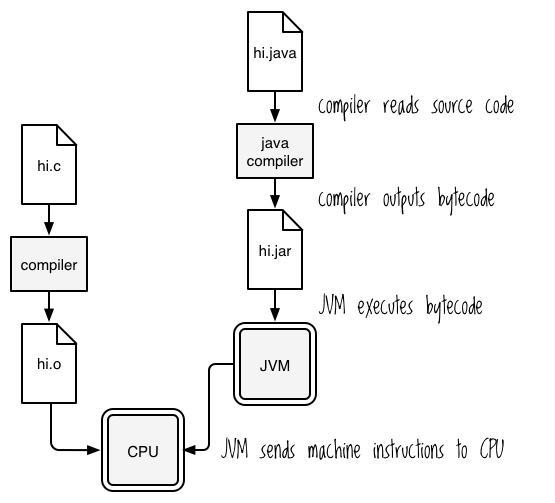 hi.java
compiler reads source code
java
compiler
hi.c
compiler outputs bytecode
hi.jar
compiler
JVM executes bytecode
hi.o
JVM
CPU
JVM sends machine instructions to CPU